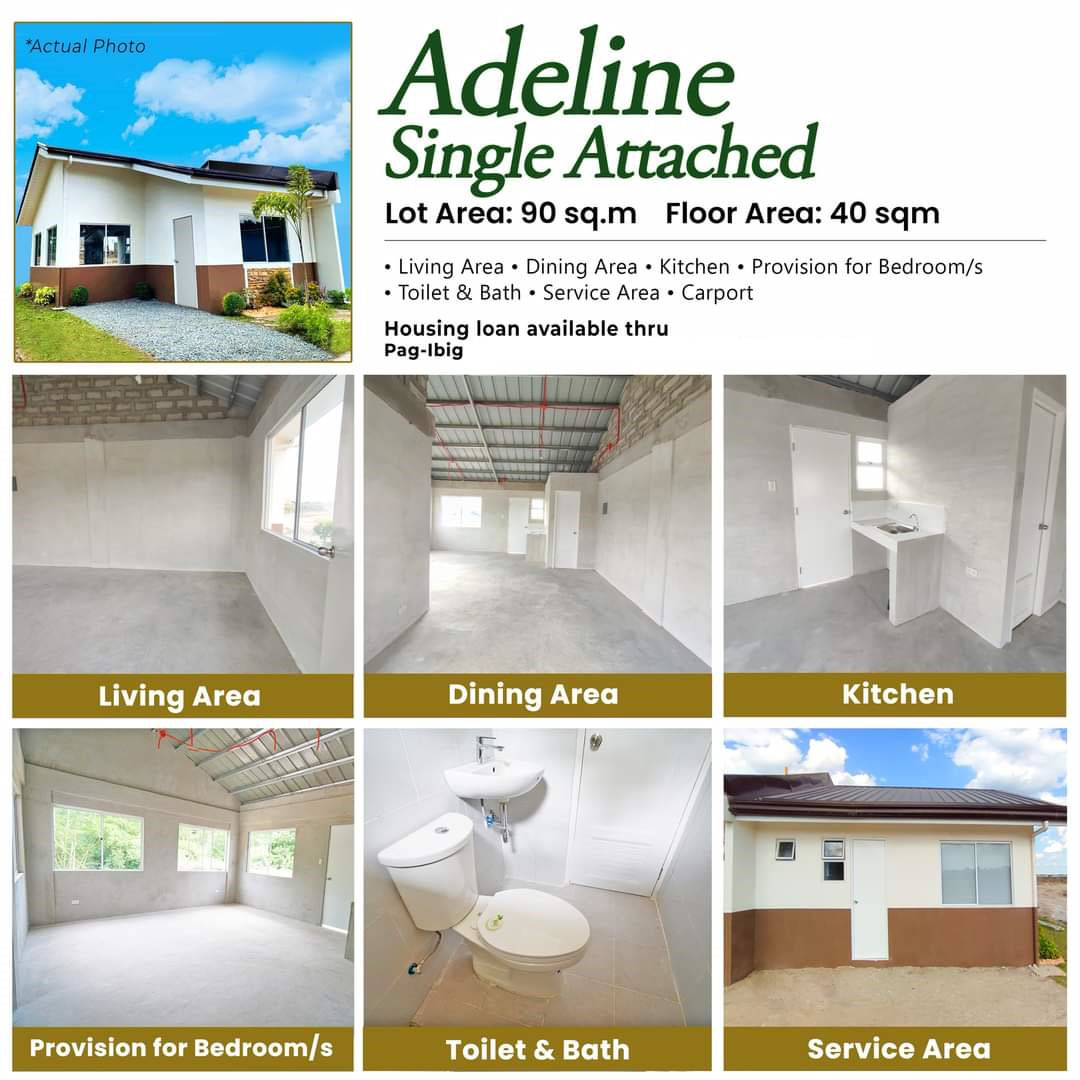 *Actual Photo
Adeline
Single Attached
Lot Area: 90 sq.m Floor Area: 40 sqm
• Living Area • Dining Area • Kitchen • Provision for Bedroom/s
• Toilet & Bath • Service Area • Carport
Housing loan available thru
Pag-Ibig
Living Area
Dining Area
Kitchen
Provision for Bedroom/s
Toilet & Bath
Service Area